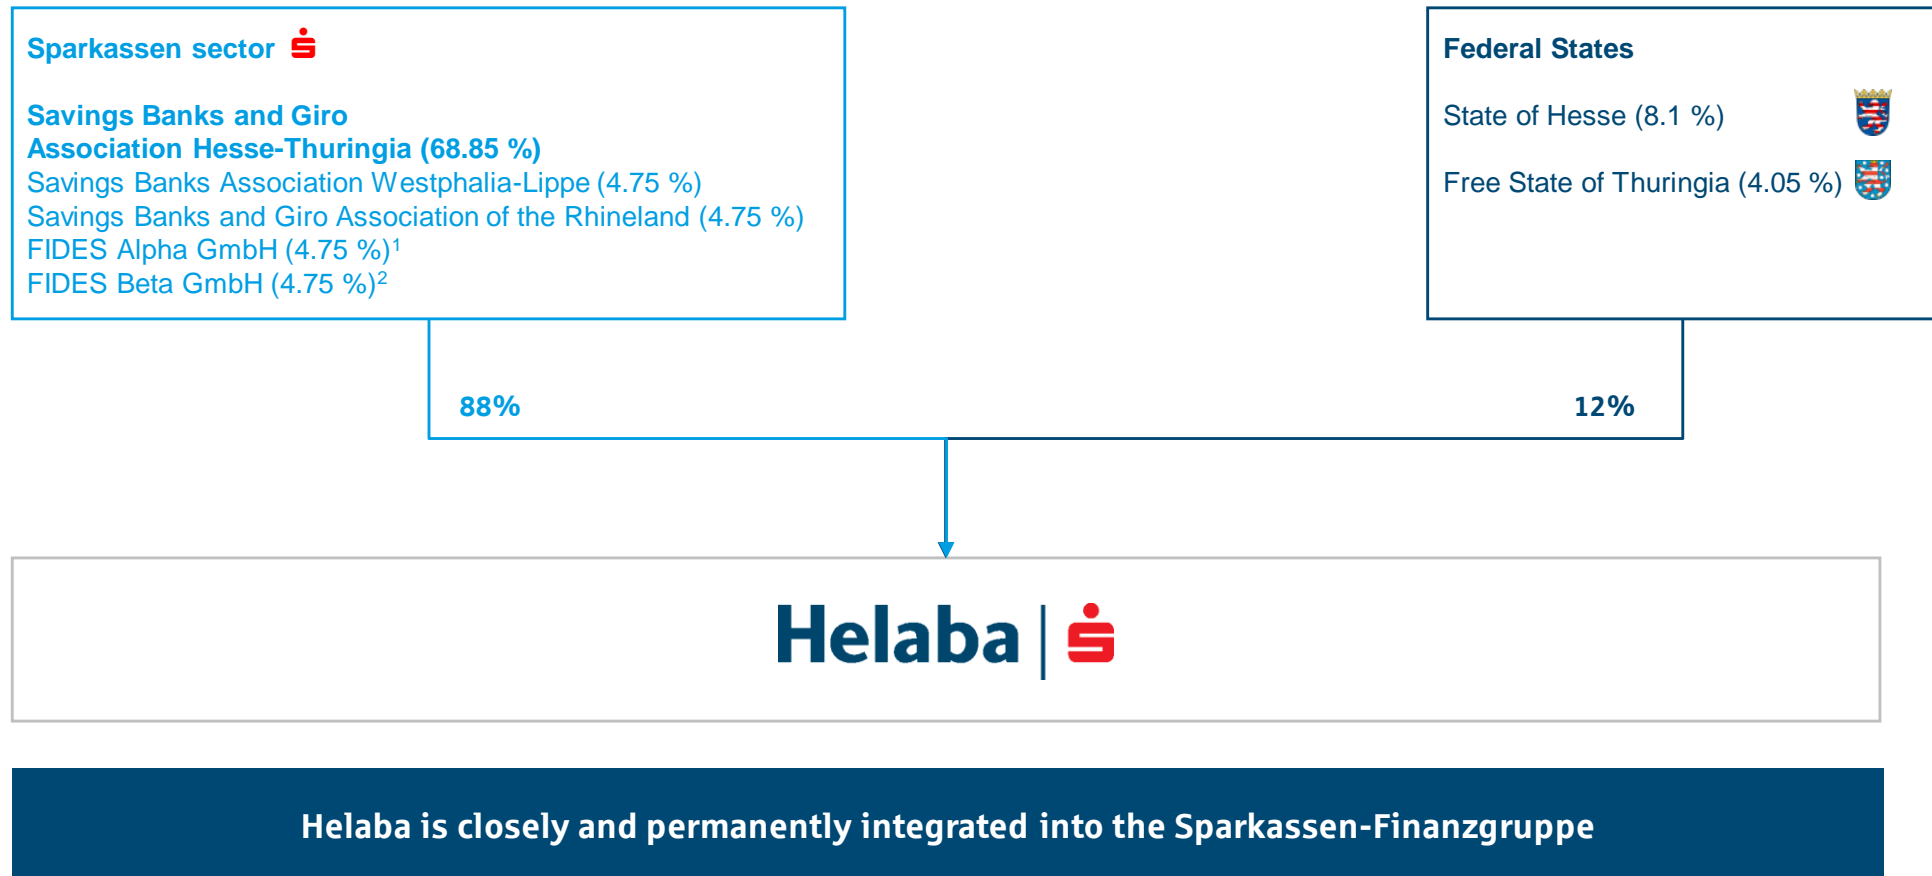 Sparkassen sector
Savings Banks and Giro
Association Hesse-Thuringia (68.85 %)
Savings Banks Association Westphalia-Lippe (4.75 %)
Savings Banks and Giro Association of the Rhineland (4.75 %)
FIDES Alpha GmbH (4.75 %)¹
FIDES Beta GmbH (4.75 %)²
Federal States
State of Hesse (8.1 %)
Free State of Thuringia (4.05 %)
88%
12%
Helaba
Helaba is closely and permanently integrated into the Sparkassen-Finanzgruppe